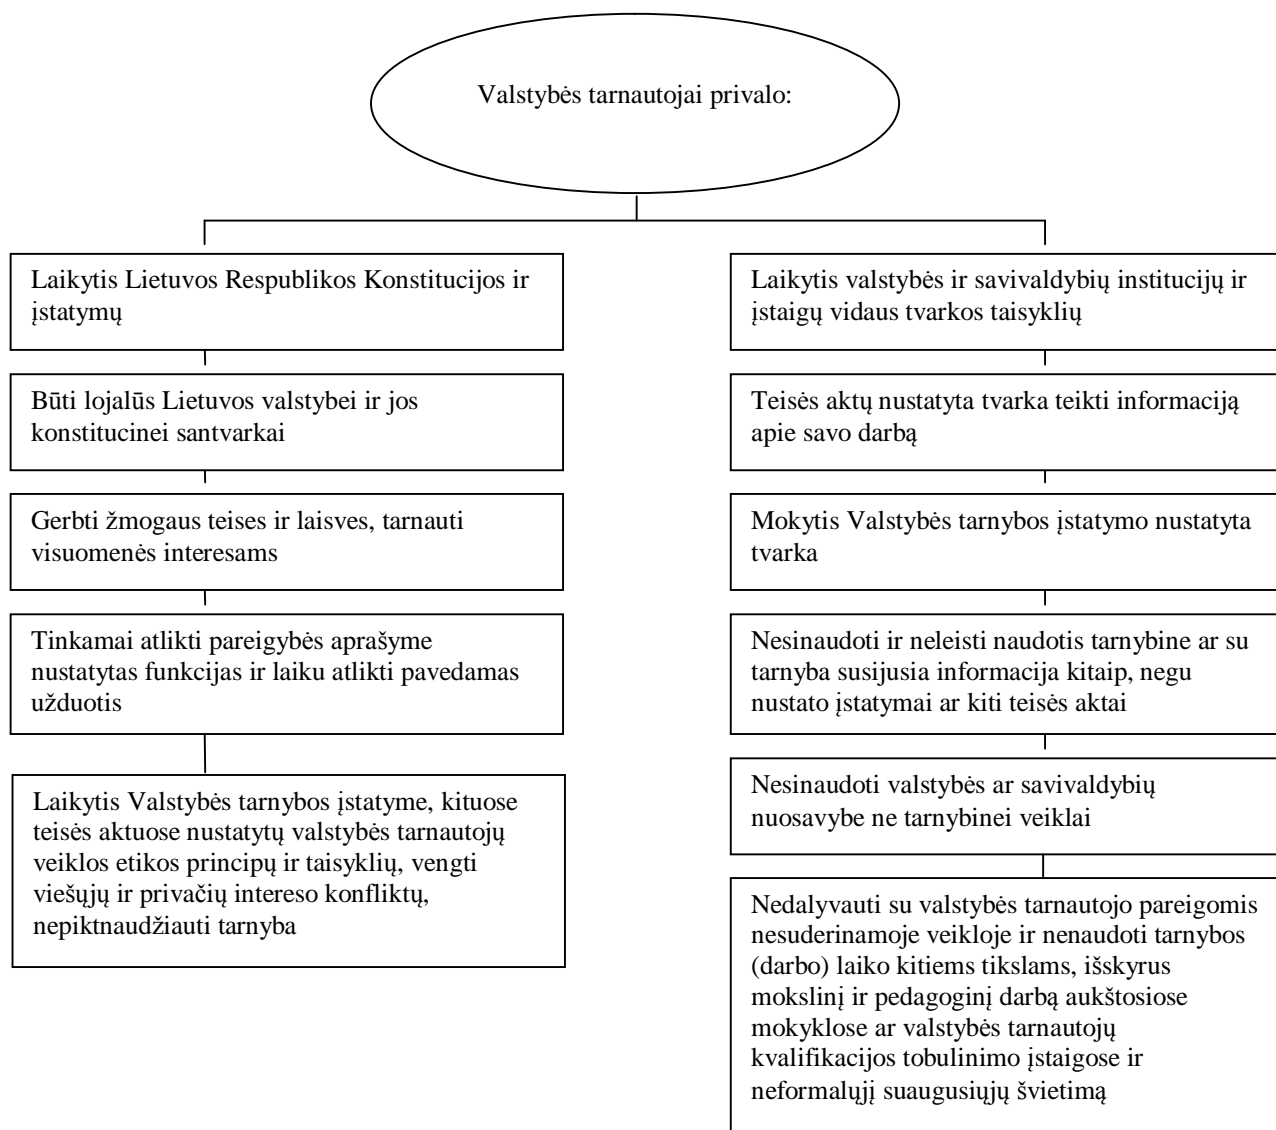 Valstybės tarnautojai privalo:
Laikytis Lietuvos Respublikos Konstitucijos ir
įstatymų
Būti lojalūs Lietuvos valstybei ir jos
konstitucinei santvarkai
Gerbti žmogaus teises ir laisves, tarnauti
visuomenės interesams
Tinkamai atlikti pareigybės aprašyme
nustatytas funkcijas ir laiku atlikti pavedamas
užduotis
Laikytis Valstybės tarnybos įstatyme, kituose
teisės aktuose nustatytų valstybės tarnautojų
veiklos etikos principų ir taisyklių, vengti
viešųjų ir privačių intereso konfliktų,
nepiktnaudžiauti tarnyba
Laikytis valstybės ir savivaldybių institucijų ir
įstaigų vidaus tvarkos taisyklių
Teisės aktų nustatyta tvarka teikti informaciją
apie savo darbą
Mokytis Valstybės tarnybos įstatymo nustatyta
tvarka
Nesinaudoti ir neleisti naudotis tarnybine ar su
tarnyba susijusia informacija kitaip, negu
nustato įstatymai ar kiti teisės aktai
Nesinaudoti valstybės ar savivaldybių
nuosavybe ne tarnybinei veiklai
Nedalyvauti su valstybės tarnautojo pareigomis
nesuderinamoje veikloje ir nenaudoti tarnybos
(darbo) laiko kitiems tikslams, išskyrus
mokslinį ir pedagoginį darbą aukštosiose
mokyklose ar valstybės tarnautojų
kvalifikacijos tobulinimo įstaigose ir
neformalųjį suaugusiųjų švietimą